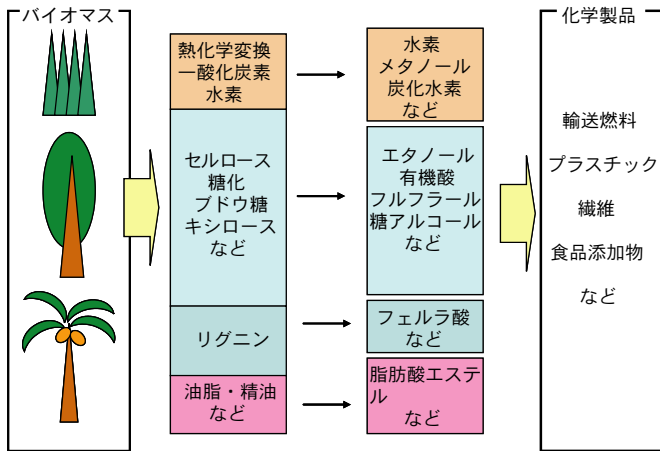 バイオマス
熱化学変換
一酸化炭素
水素
セルロース
糖化
ブドウ糖
キシロース
など
リグニン
油脂・精油
など
水素
メタノール
炭化水素
など
エタノール
有機酸
フルフラール
糖アルコール
など
フェルラ酸
など
脂肪酸エステ
ル
など
化学製品
輸送燃料
プラスチック
繊維
食品添加物
など